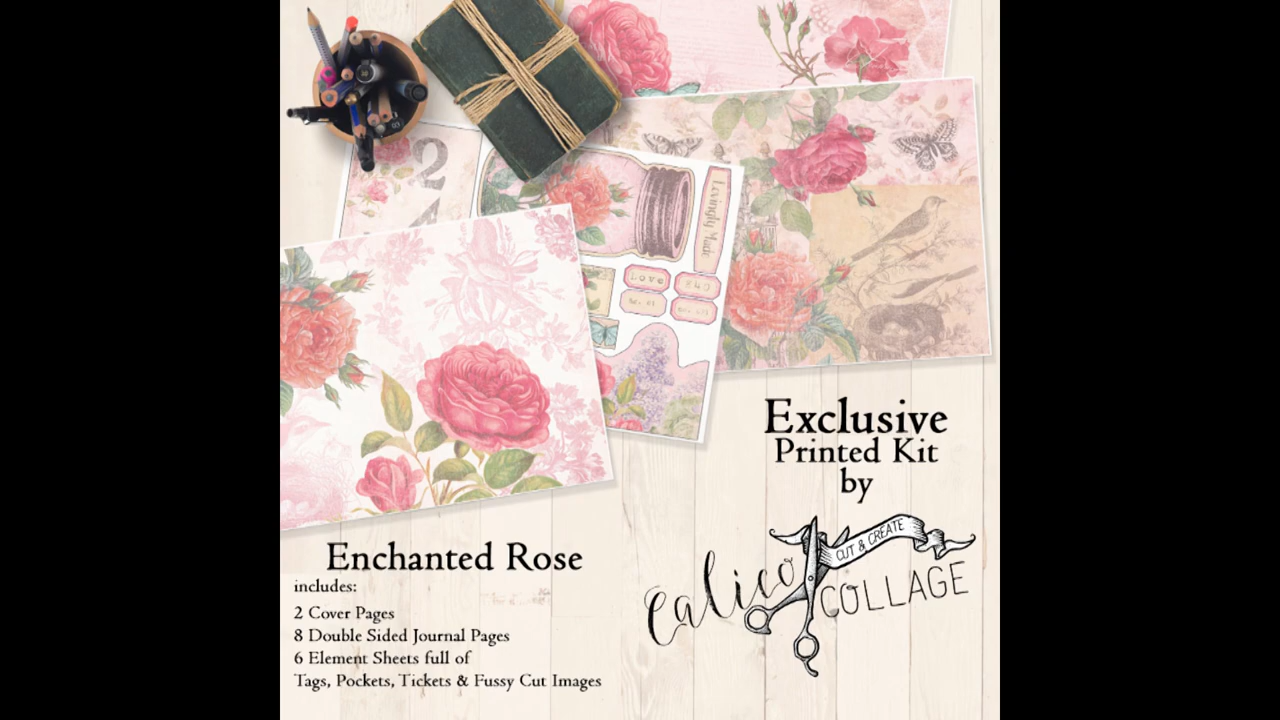 2
Lovingly Made
Love
Exclusive
Printed Kit
by
CUT & CREATE
Calico
COLLAGE
Enchanted Rose
includes:
2 Cover Pages
8 Double Sided Journal Pages
6 Element Sheets full of
Tags, Pockets, Tickets & Fussy Cut Images